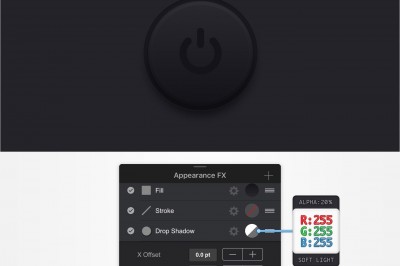 Appearance FX
Fill
Stroke
Drop Shadow
X Offset
0.0 pt
ALPHA:20%
R:255
G:255
B:255
SOFT LIGHT